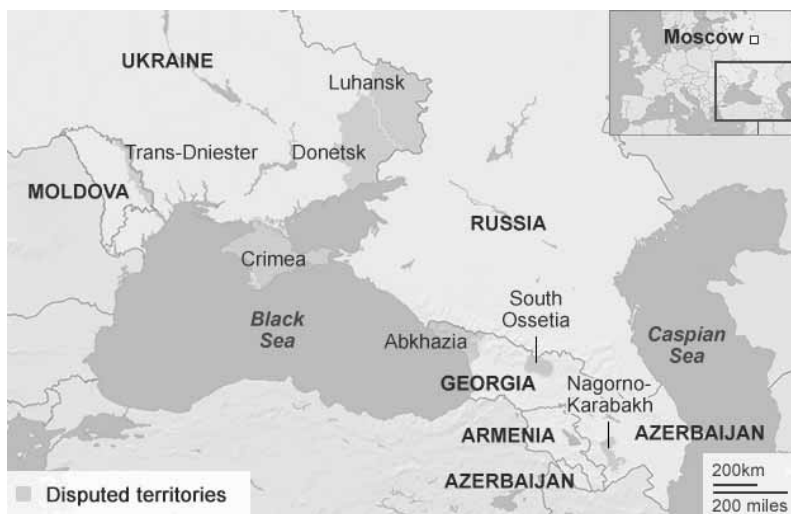 Moscow
UKRAINE
Luhansk
Trans-Dniester
Donetsk
MOLDOVA
RUSSIA
Crimea
South
Ossetia
Black
Sea
Abkhazia
Caspian
Sea
GEORGIA
Nagorno-
Karabakh
ARMENIA
AZERBAIJAN
AZERBAIJAN
Disputed territories
200km
200 miles